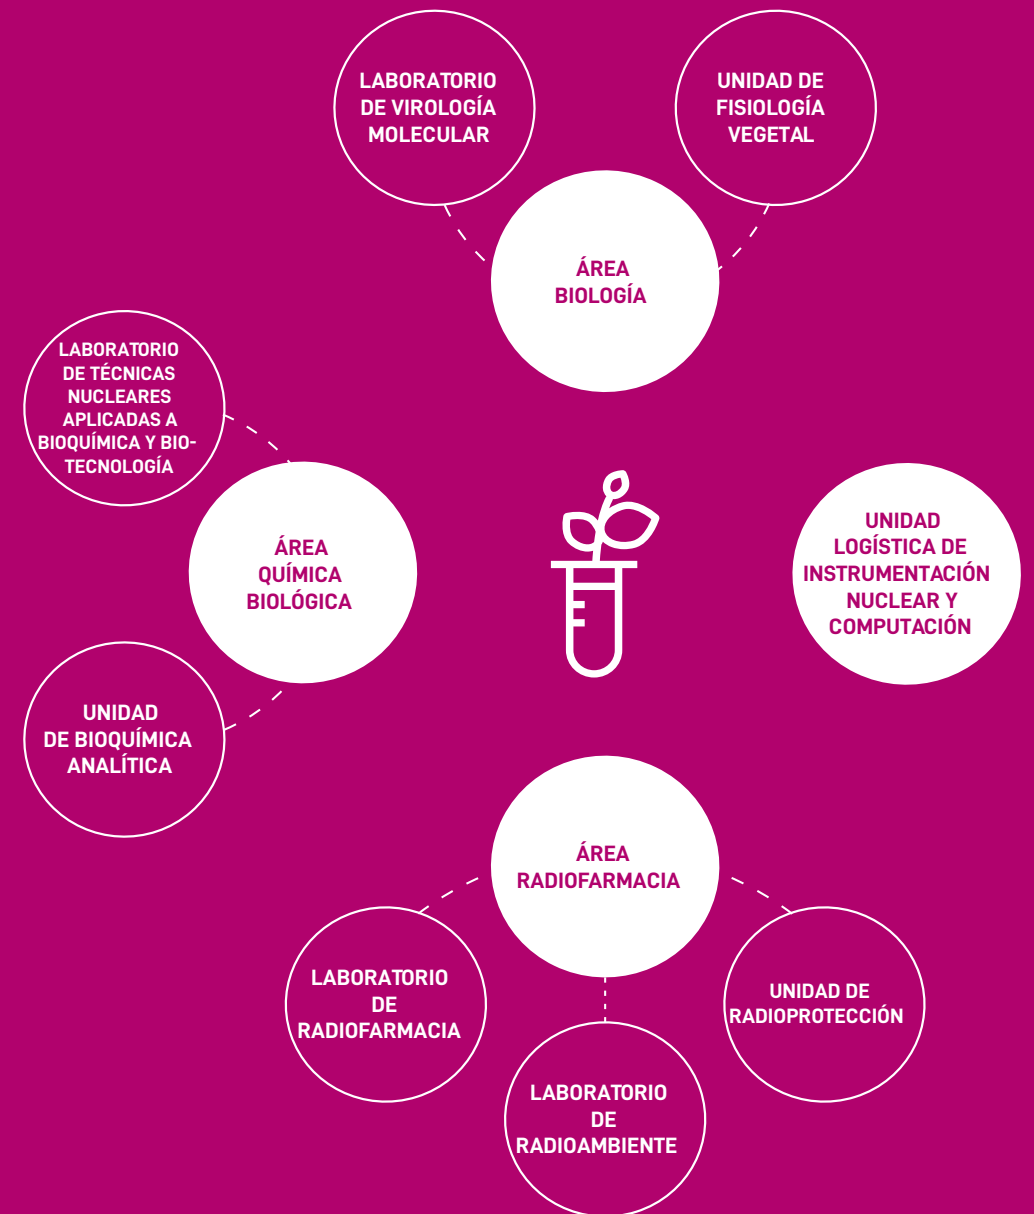 LABORATORIO
DE VIROLOGÍA
MOLECULAR
UNIDAD DE
FISIOLOGÍA
VEGETAL
ÁREA
BIOLOGÍA
LABORATORIO
DE TÉCNICAS
NUCLEARES
APLICADAS A
BIOQUÍMICA Y BIO-
TECNOLOGÍA
ÁREA
QUÍMICA
BIOLÓGICA
UNIDAD
LOGÍSTICA DE
INSTRUMENTACIÓN
NUCLEAR Y
COMPUTACIÓN
UNIDAD
DE BIOQUÍMICA
ANALÍTICA
ÁREA
RADIOFARMACIA
LABORATORIO
DE
RADIOFARMACIA
UNIDAD DE
RADIOPROTECCIÓN
LABORATORIO
DE
RADIOAMBIENTE